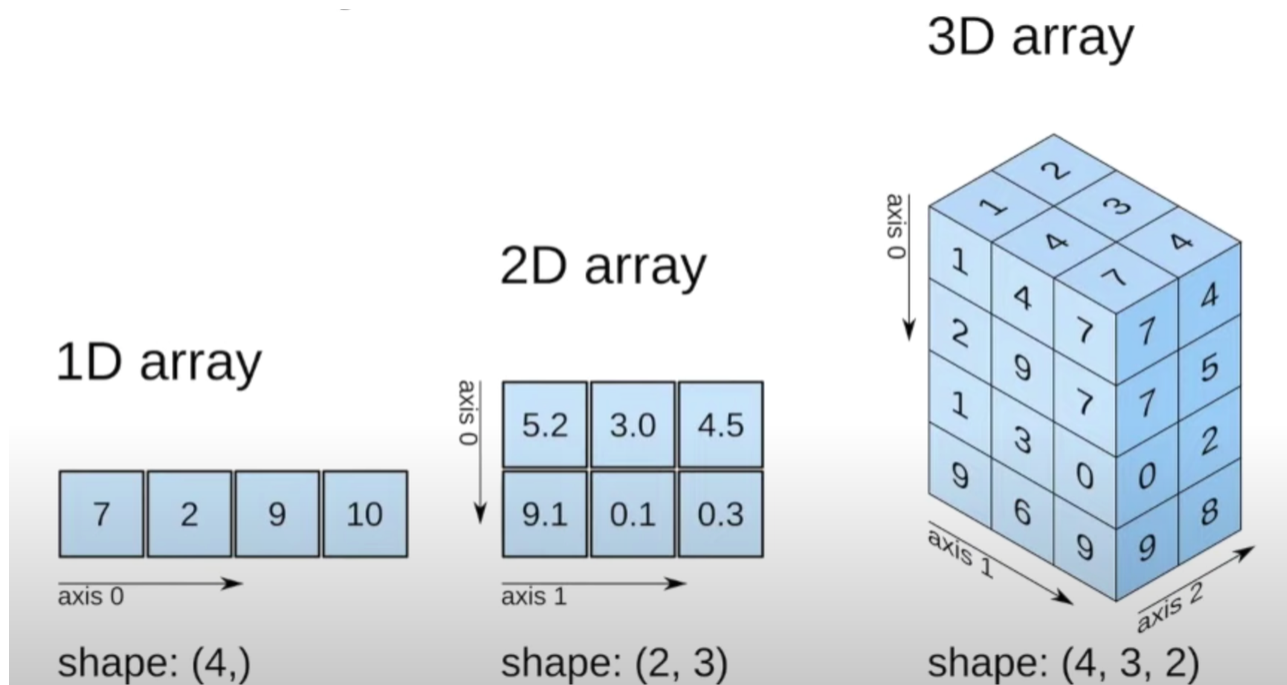 1D array
7 2 9 10
axis 0
shape: (4,)
2D array
axis 0
5.2 3.0 4.5
9.1 0.1 0.3
axis 1
shape: (2, 3)
3D array
axis 0
2
1 3
4 4
7
1 4 7 7 4
2 9 7 7 5
1 3 0 0 2
9 6 9 9 8
axis 1
axis 2
shape: (4, 3, 2)